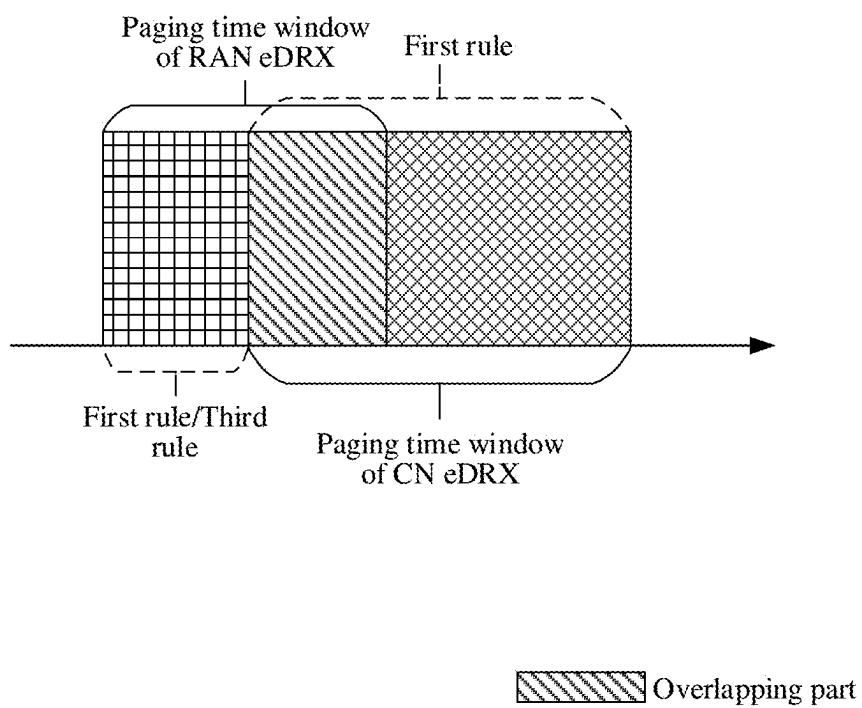 Paging time window
of RAN eDRX
First rule
First rule/Third
rule
Paging time window
of CN eDRX
Overlapping part